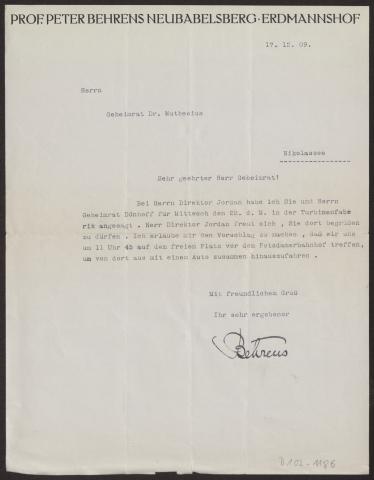 PROF. PETER BEHRENS NEUBABELSBERG·ERDMANNSHOF
17. 12. 09.
Herrn
Geheimrat Dr. Muthesius
Nikolassee
Sehr geehrter Herr Geheimrat!
Bei Herrn Direktor Jordan habe ich Sie und Herrn
Geheimrat Dönhoff für Mittwoch den 22. d. M. in der Turbinenfab
rik angesagt . Herr Direktor Jordan freut sich , Sie dort begrüßen
zu dürfen . Ich erlaube mir den Vorschlag zu machen , daß wir uns
um 11 Uhr 45 auf den freien Platz vor dem Potsdamerbahnhof treffen,
um von dort aus mit einem Auto zusammen hinauszufahren .
Mit freundlichem Gruß
Ihr sehr ergebener
Behrens
D 102-1186